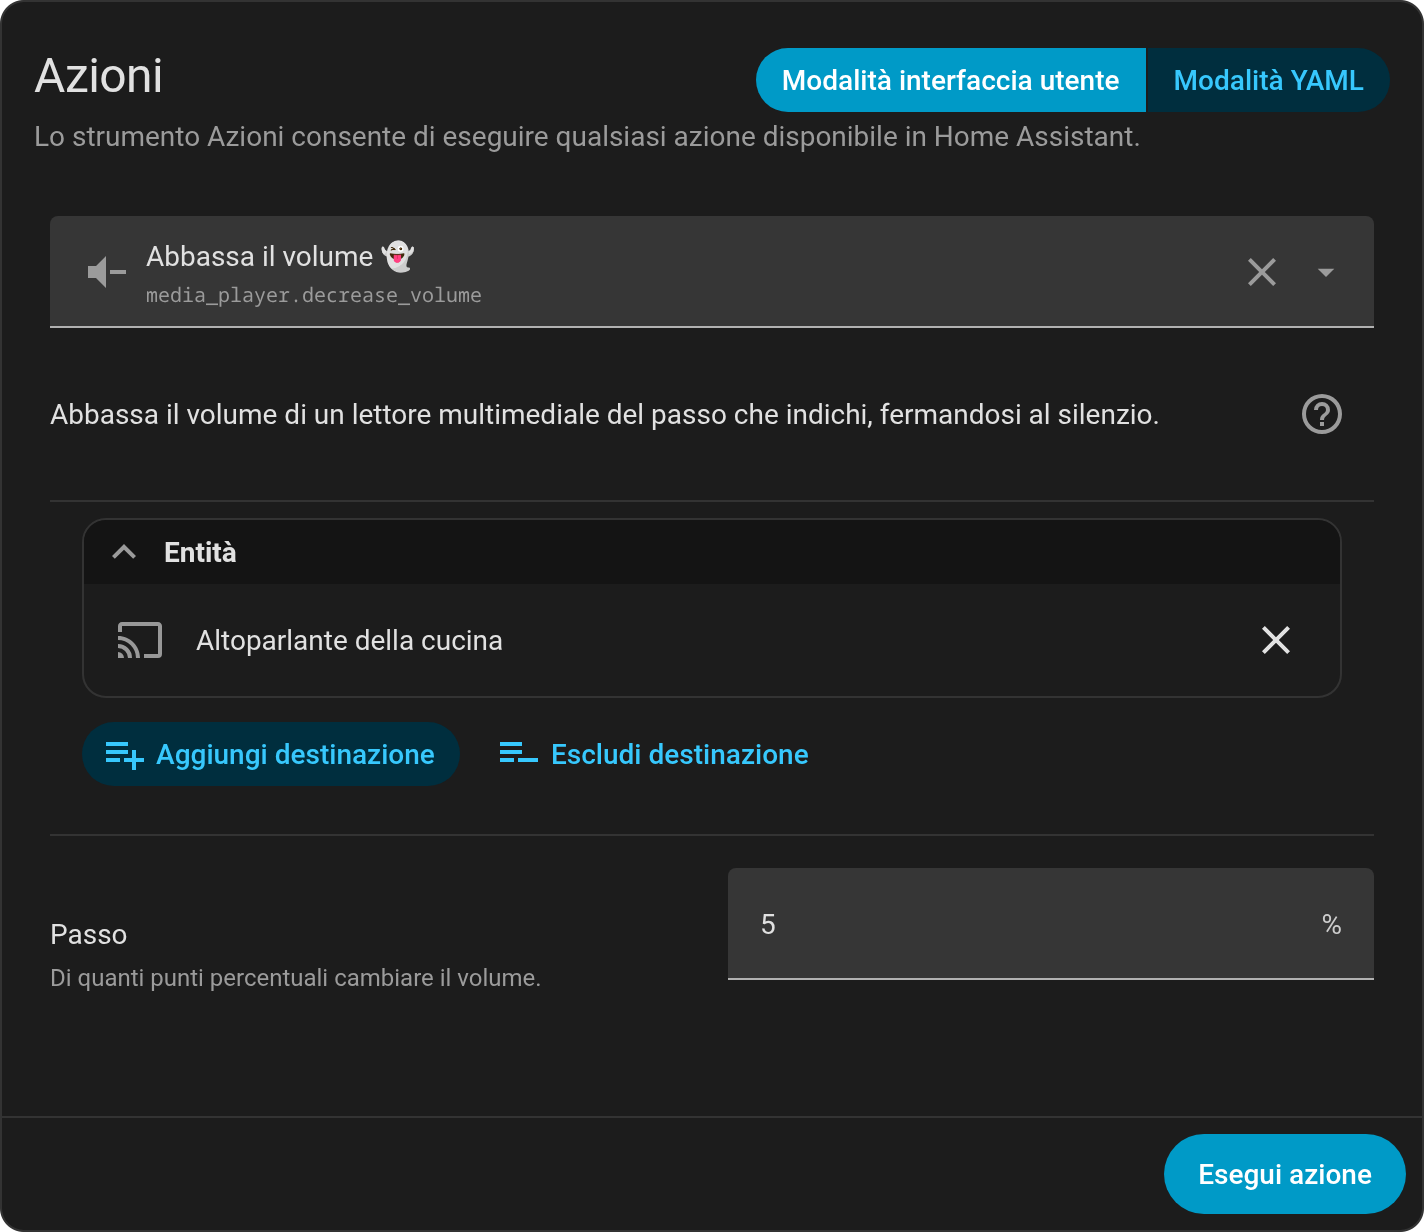 Azioni
Modalità interfaccia utente
Modalità YAML
Lo strumento Azioni consente di eseguire qualsiasi azione disponibile in Home Assistant.
Abbassa il volume 👻
media_player.decrease_volume
Abbassa il volume di un lettore multimediale del passo che indichi, fermandosi al silenzio.
Entità
Altoparlante della cucina
Aggiungi destinazione
Escludi destinazione
Passo
Di quanti punti percentuali cambiare il volume.
5 %
Esegui azione